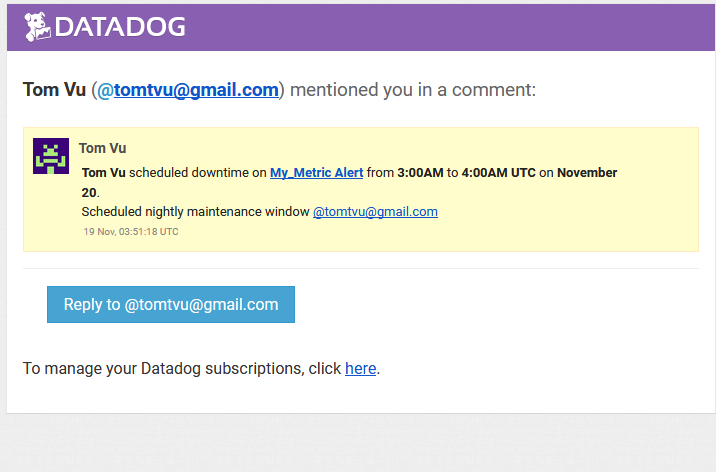 DATADOG
Tom Vu (@tomtvu@gmail.com) mentioned you in a comment:
Tom Vu
Tom Vu scheduled downtime on My_Metric Alert from 3:00AM to 4:00AM UTC on November
20.
Scheduled nightly maintenance window @tomtvu@gmail.com
19 Nov, 03:51:18 UTC
Reply to @tomtvu@gmail.com
To manage your Datadog subscriptions, click here.